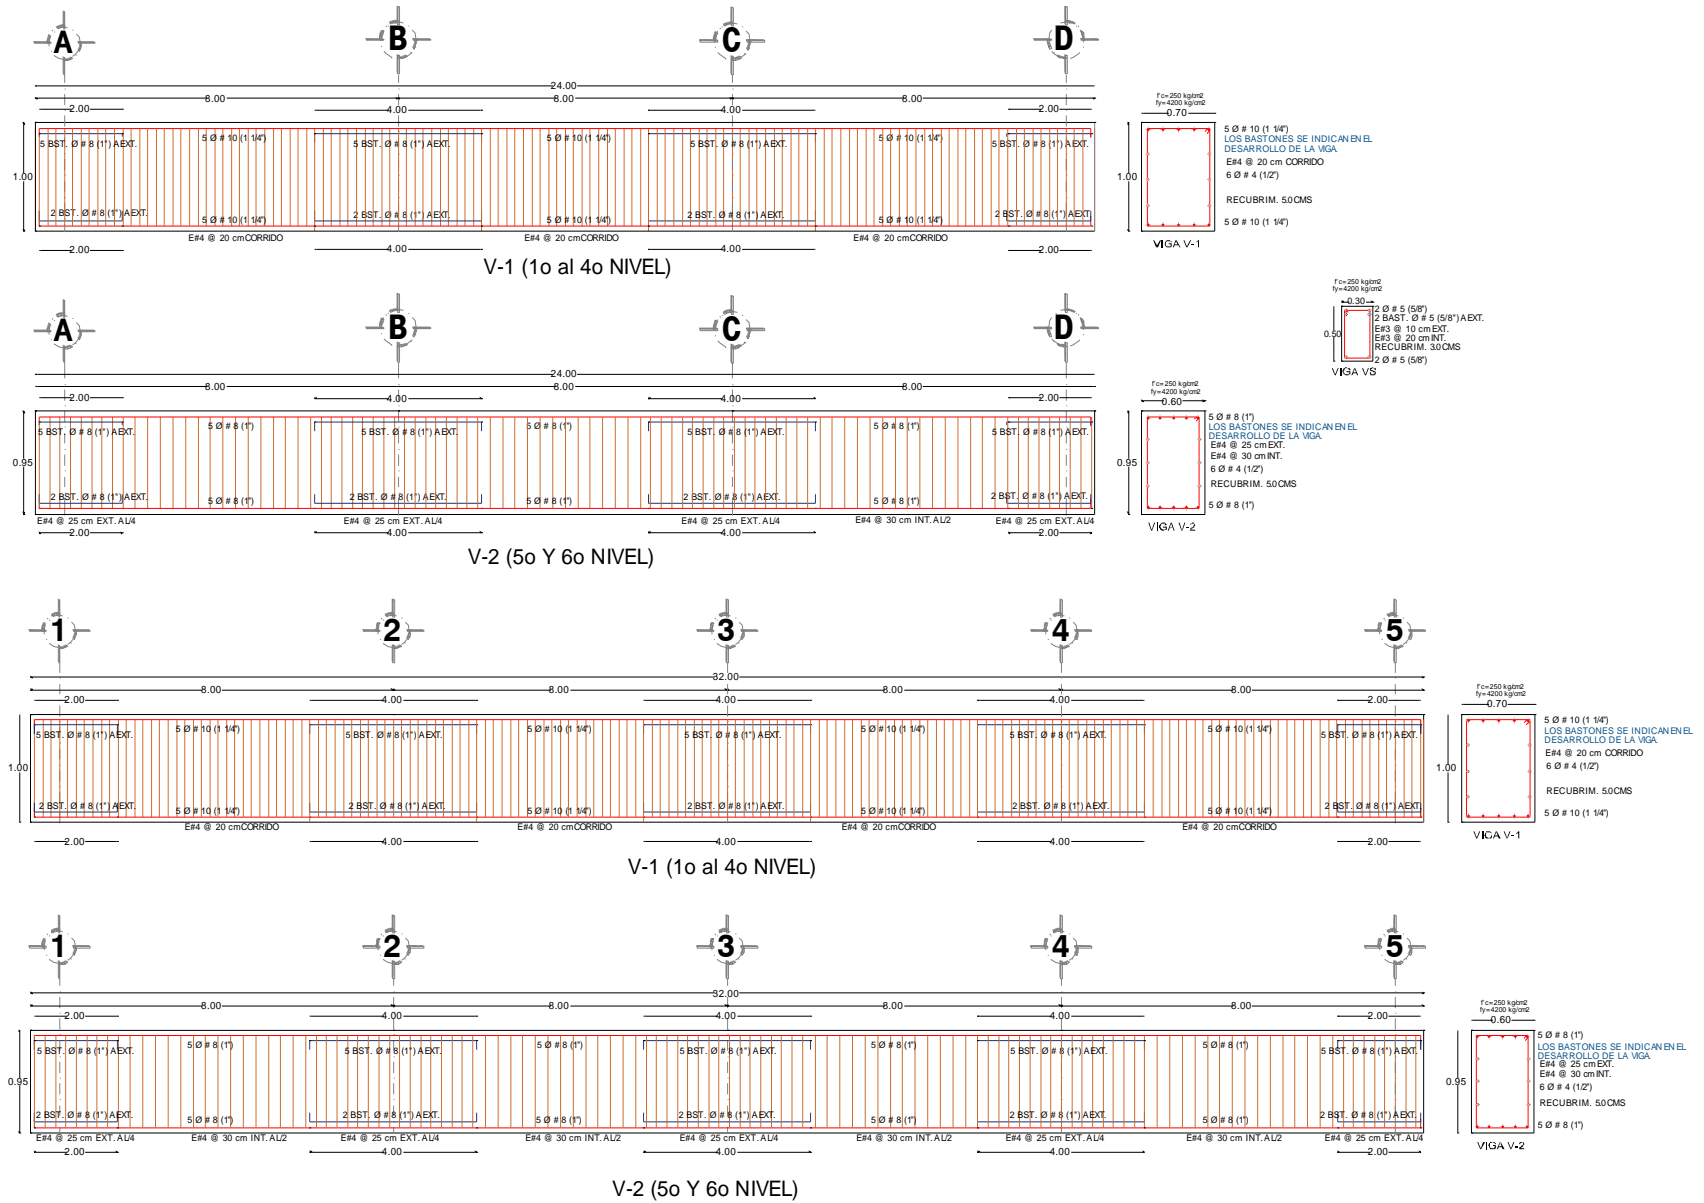 A B C D
24.00
8.00 8.00 8.00
2.00 4.00 4.00 2.00
5 BST. Ø # 8 (1") A EXT. 5 Ø # 10 (1 1/4") 5 BST. Ø # 8 (1") A EXT. 5 Ø # 10 (1 1/4") 5 BST. Ø # 8 (1") A EXT. 5 Ø # 10 (1 1/4") 5 BST. Ø # 8 (1") A EXT.
1.00
2 BST. Ø # 8 (1") A EXT. 5 Ø # 10 (1 1/4") 2 BST. Ø # 8 (1") A EXT. 5 Ø # 10 (1 1/4") 2 BST. Ø # 8 (1") A EXT. 5 Ø # 10 (1 1/4") 2 BST. Ø # 8 (1") A EXT.
E#4 @ 20 cm CORRIDO E#4 @ 20 cm CORRIDO E#4 @ 20 cm CORRIDO
2.00 4.00 4.00 2.00
V-1 (1o al 4o NIVEL)
f'c=250 kg/cm2
fy=4200 kg/cm2
0.70
1.00
5 Ø # 10 (1 1/4")
LOS BASTONES SE INDICAN EN EL
DESARROLLO DE LA VIGA.
E#4 @ 20 cm CORRIDO
6 Ø # 4 (1/2")
RECUBRIM. 5.0 CMS
5 Ø # 10 (1 1/4")
VIGA V-1
f'c=250 kg/cm2
fy=4200 kg/cm2
0.30
0.50
2 Ø # 5 (5/8")
2 BAST. Ø # 5 (5/8") A EXT.
E#3 @ 10 cm EXT.
E#3 @ 20 cm INT.
RECUBRIM. 3.0 CMS
2 Ø # 5 (5/8")
VIGA VS
A B C D
24.00
8.00 8.00 8.00
2.00 4.00 4.00 2.00
5 BST. Ø # 8 (1") A EXT. 5 Ø # 8 (1") 5 BST. Ø # 8 (1") A EXT. 5 Ø # 8 (1") 5 BST. Ø # 8 (1") A EXT. 5 Ø # 8 (1") 5 BST. Ø # 8 (1") A EXT.
0.95
2 BST. Ø # 8 (1") A EXT. 5 Ø # 8 (1") 2 BST. Ø # 8 (1") A EXT. 5 Ø # 8 (1") 2 BST. Ø # 8 (1") A EXT. 5 Ø # 8 (1") 2 BST. Ø # 8 (1") A EXT.
E#4 @ 25 cm EXT. A L/4 E#4 @ 25 cm EXT. A L/4 E#4 @ 25 cm EXT. A L/4 E#4 @ 30 cm INT. A L/2 E#4 @ 25 cm EXT. A L/4
2.00 4.00 4.00 2.00
V-2 (5o Y 6o NIVEL)
f'c=250 kg/cm2
fy=4200 kg/cm2
0.60
0.95
5 Ø # 8 (1")
LOS BASTONES SE INDICAN EN EL
DESARROLLO DE LA VIGA.
E#4 @ 25 cm EXT.
E#4 @ 30 cm INT.
6 Ø # 4 (1/2")
RECUBRIM. 5.0 CMS
5 Ø # 8 (1")
VIGA V-2
1 2 3 4 5
32.00
8.00 8.00 8.00 8.00
2.00 4.00 4.00 4.00 2.00
5 BST. Ø # 8 (1") A EXT. 5 Ø # 10 (1 1/4") 5 BST. Ø # 8 (1") A EXT. 5 Ø # 10 (1 1/4") 5 BST. Ø # 8 (1") A EXT. 5 Ø # 10 (1 1/4") 5 BST. Ø # 8 (1") A EXT. 5 Ø # 10 (1 1/4") 5 BST. Ø # 8 (1") A EXT.
1.00
2 BST. Ø # 8 (1") A EXT. 5 Ø # 10 (1 1/4") 2 BST. Ø # 8 (1") A EXT. 5 Ø # 10 (1 1/4") 2 BST. Ø # 8 (1") A EXT. 5 Ø # 10 (1 1/4") 2 BST. Ø # 8 (1") A EXT. 5 Ø # 10 (1 1/4") 2 BST. Ø # 8 (1") A EXT.
E#4 @ 20 cm CORRIDO E#4 @ 20 cm CORRIDO E#4 @ 20 cm CORRIDO E#4 @ 20 cm CORRIDO
2.00 4.00 4.00 4.00 2.00
V-1 (1o al 4o NIVEL)
f'c=250 kg/cm2
fy=4200 kg/cm2
0.70
1.00
5 Ø # 10 (1 1/4")
LOS BASTONES SE INDICAN EN EL
DESARROLLO DE LA VIGA.
E#4 @ 20 cm CORRIDO
6 Ø # 4 (1/2")
RECUBRIM. 5.0 CMS
5 Ø # 10 (1 1/4")
VIGA V-1
1 2 3 4 5
32.00
8.00 8.00 8.00 8.00
2.00 4.00 4.00 4.00 2.00
5 BST. Ø # 8 (1") A EXT. 5 Ø # 8 (1") 5 BST. Ø # 8 (1") A EXT. 5 Ø # 8 (1") 5 BST. Ø # 8 (1") A EXT. 5 Ø # 8 (1") 5 BST. Ø # 8 (1") A EXT. 5 Ø # 8 (1") 5 BST. Ø # 8 (1") A EXT.
0.95
2 BST. Ø # 8 (1") A EXT. 5 Ø # 8 (1") 2 BST. Ø # 8 (1") A EXT. 5 Ø # 8 (1") 2 BST. Ø # 8 (1") A EXT. 5 Ø # 8 (1") 2 BST. Ø # 8 (1") A EXT. 5 Ø # 8 (1") 2 BST. Ø # 8 (1") A EXT.
E#4 @ 25 cm EXT. A L/4 E#4 @ 30 cm INT. A L/2 E#4 @ 25 cm EXT. A L/4 E#4 @ 30 cm INT. A L/2 E#4 @ 25 cm EXT. A L/4 E#4 @ 30 cm INT. A L/2 E#4 @ 25 cm EXT. A L/4 E#4 @ 30 cm INT. A L/2 E#4 @ 25 cm EXT. A L/4
2.00 4.00 4.00 4.00 2.00
V-2 (5o Y 6o NIVEL)
f'c=250 kg/cm2
fy=4200 kg/cm2
0.60
0.95
5 Ø # 8 (1")
LOS BASTONES SE INDICAN EN EL
DESARROLLO DE LA VIGA.
E#4 @ 25 cm EXT.
E#4 @ 30 cm INT.
6 Ø # 4 (1/2")
RECUBRIM. 5.0 CMS
5 Ø # 8 (1")
VIGA V-2